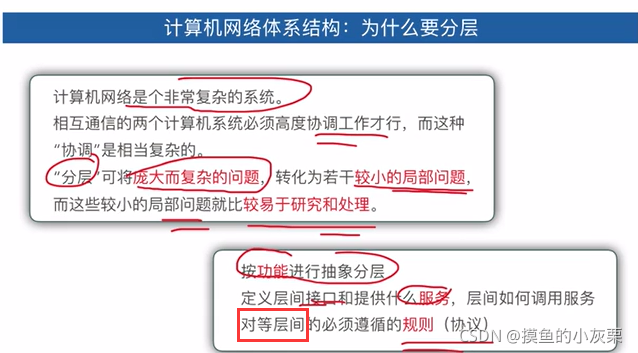 计算机网络体系结构：为什么要分层
计算机网络是个非常复杂的系统。
相互通信的两个计算机系统必须高度协调工作才行，而这种
“协调”是相当复杂的。
“分层”可将庞大而复杂的问题，转化为若干较小的局部问题，
而这些较小的局部问题就比较易于研究和处理。
按功能进行抽象分层
定义层间接口和提供什么服务，层间如何调用服务
对等层间的必须遵循的规则（协议）
CSDN @摸鱼的小灰栗